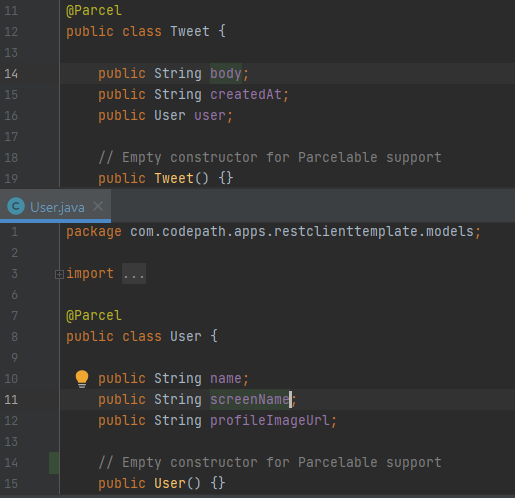 11 @Parcel
12 public class Tweet {
13
14 public String body;
15 public String createdAt;
16 public User user;
17
18 // Empty constructor for Parcelable support
19 public Tweet() {}
C User.java ×
1 package com.codepath.apps.restclienttemplate.models;
2
3 import ...
6
7 @Parcel
8 public class User {
9
10 public String name;
11 public String screenName;
12 public String profileImageUrl;
13
14 // Empty constructor for Parcelable support
15 public User() {}